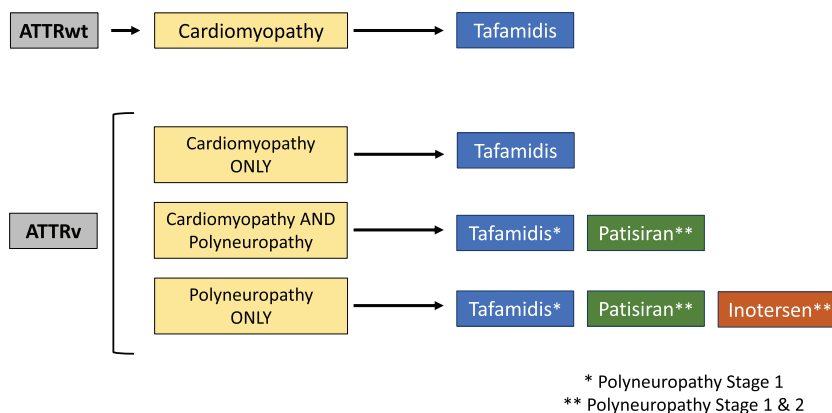 ATTRwt
Cardiomyopathy
Tafamidis
Cardiomyopathy
ONLY
Tafamidis
ATTRv
Cardiomyopathy AND
Polyneuropathy
Tafamidis*
Patisiran**
Polyneuropathy
ONLY
Tafamidis*
Patisiran**
Inotersen**
* Polyneuropathy Stage 1
** Polyneuropathy Stage 1 & 2